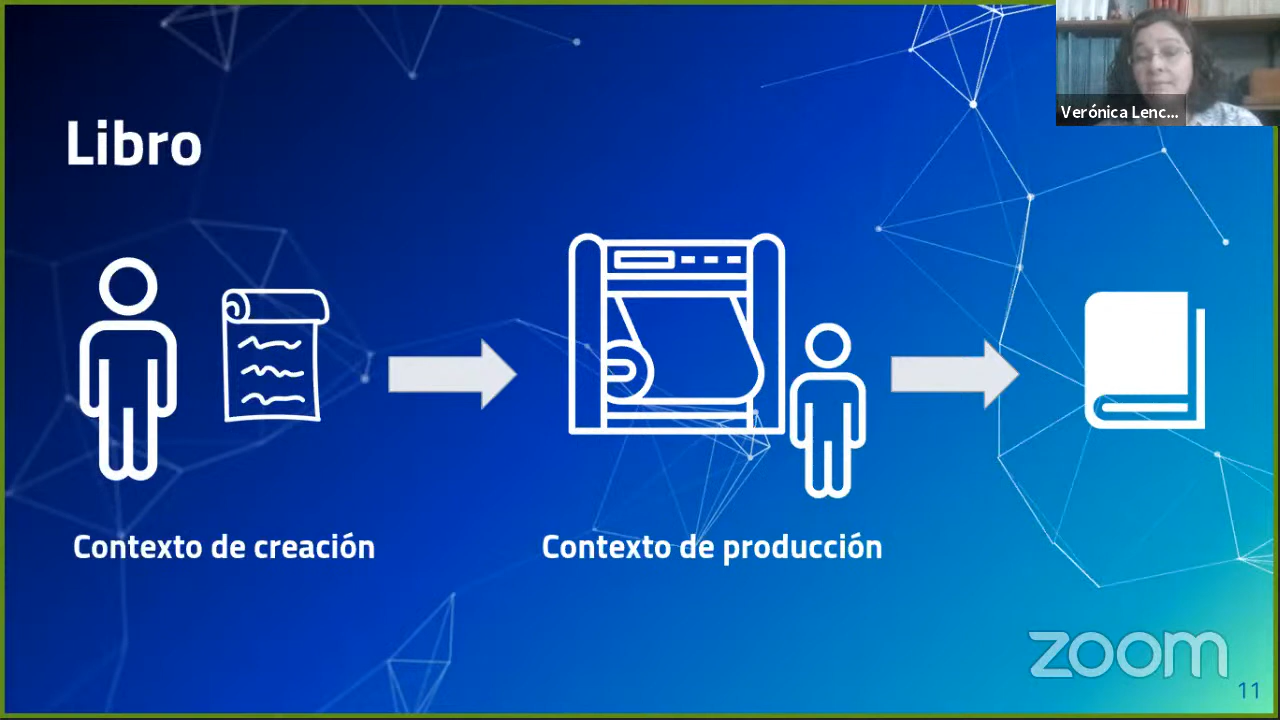 Verónica Lenc...
Libro
Contexto de creación
Contexto de producción
zoom
11